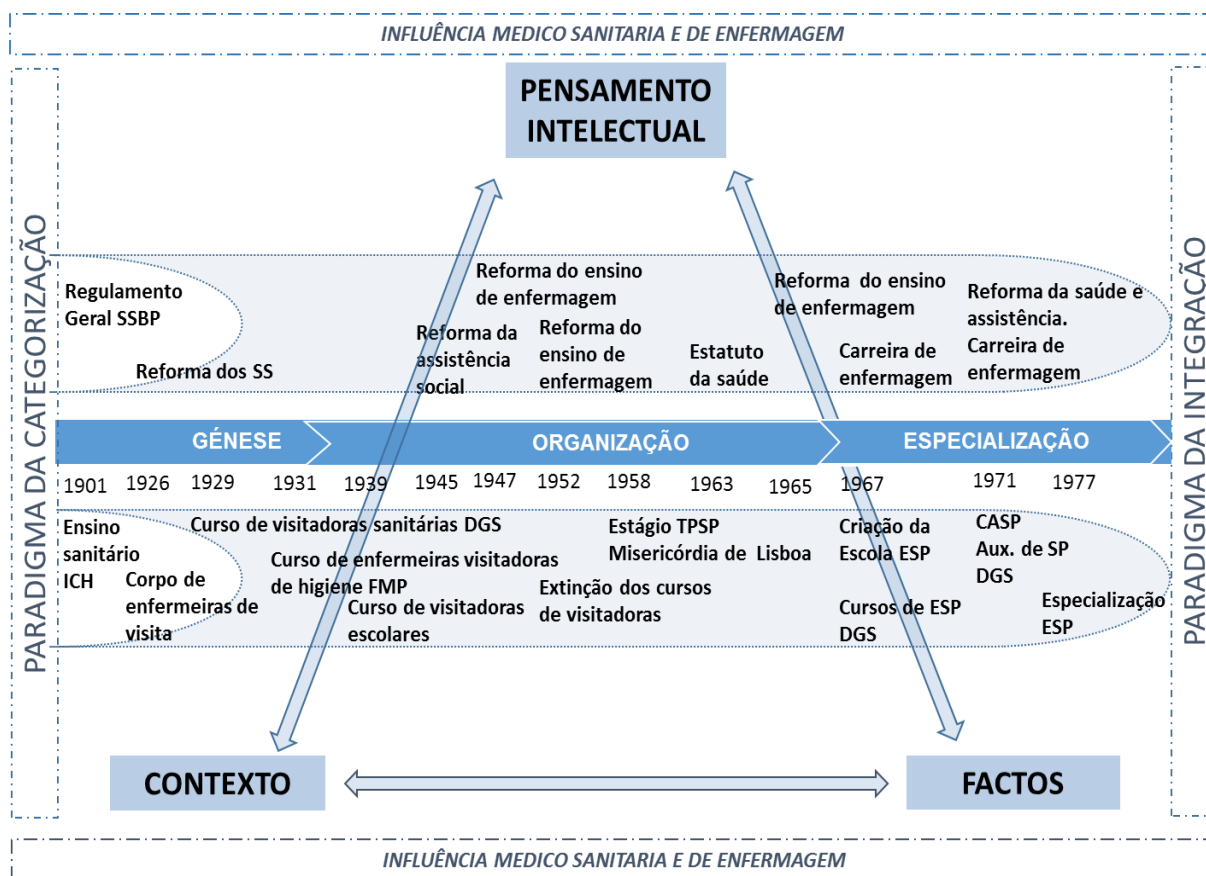 INFLUÊNCIA MEDICO SANITARIA E DE ENFERMAGEM
PENSAMENTO
INTELECTUAL
PARADIGMA DA CATEGORIZAÇÃO
Regulamento
Geral SSBP
Reforma dos SS
Reforma da
assistência
social
Reforma do ensino
de enfermagem
Reforma do
ensino de
enfermagem
Estatuto
da saúde
Reforma do ensino
de enfermagem
Carreira de
enfermagem
Reforma da saúde e
assistência.
Carreira de
enfermagem
GÉNESE
ORGANIZAÇÃO
ESPECIALIZAÇÃO
1901 1926 1929 1931 1939 1945 1947 1952 1958 1963 1965 1967 1971 1977
Ensino
sanitário
ICH
Corpo de
enfermeiras de
visita
Curso de visitadoras sanitárias DGS
Curso de enfermeiras visitadoras
de higiene FMP
Curso de visitadoras
escolares
Estágio TPSP
Misericórdia de Lisboa
Extinção dos cursos
de visitadoras
Criação da
Escola ESP
Cursos de ESP
DGS
CASP
Aux. de SP
DGS
Especialização
ESP
PARADIGMA DA INTEGRAÇÃO
CONTEXTO
FACTOS
INFLUÊNCIA MEDICO SANITARIA E DE ENFERMAGEM